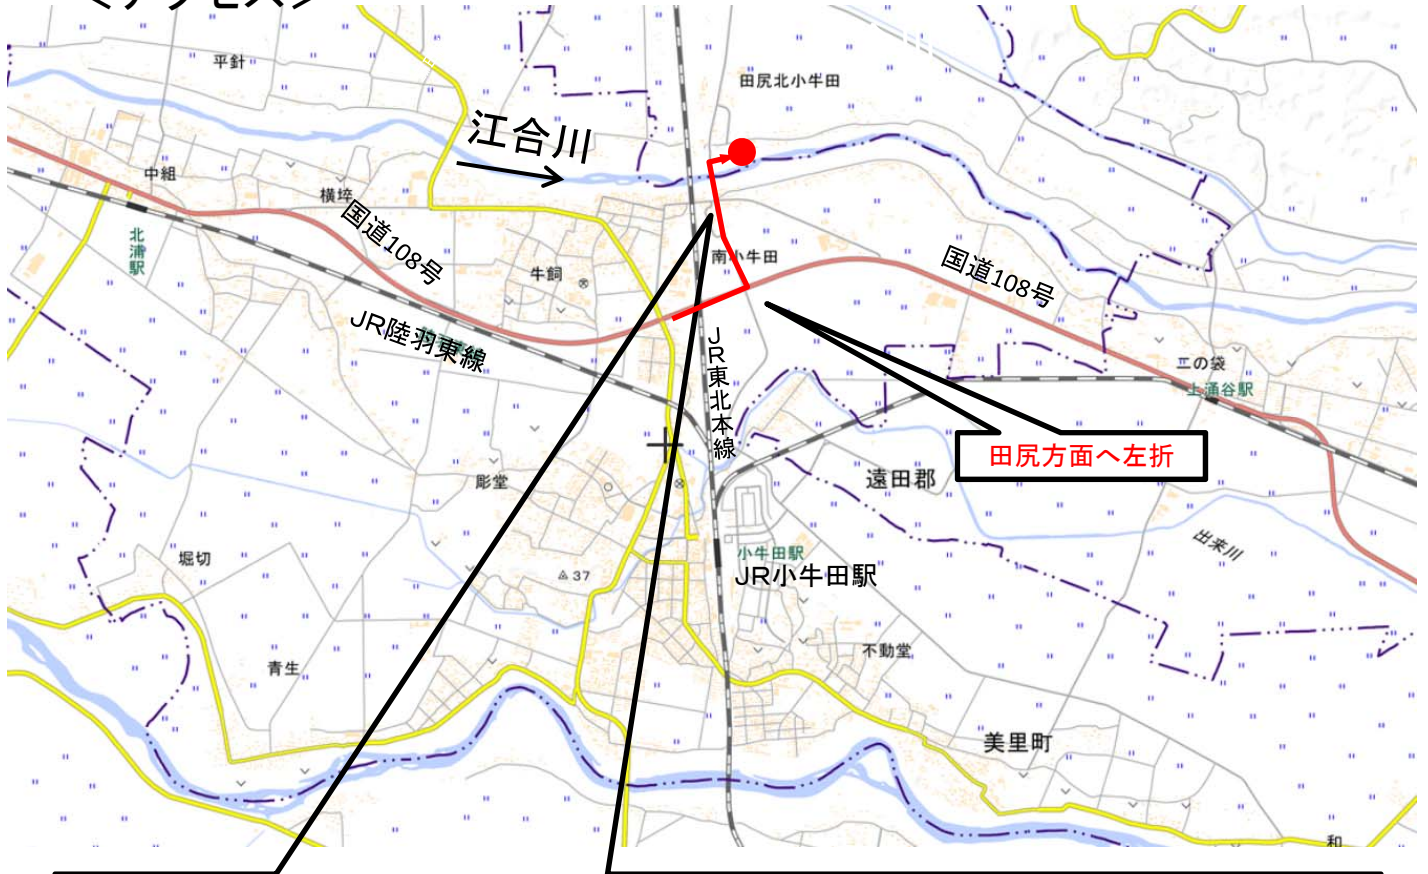 ＜アクセス＞
平針
田尻北小牛田
江合川
中組
横埣
国道108号
北浦駅
南小牛田
牛飼
国道108号
JR陸羽東線
JR東北本線
二の袋
上涌谷駅
田尻方面へ左折
遠田郡
彫堂
出来川
堀切
小牛田駅
JR小牛田駅
37
不動堂
青生
美里町
和